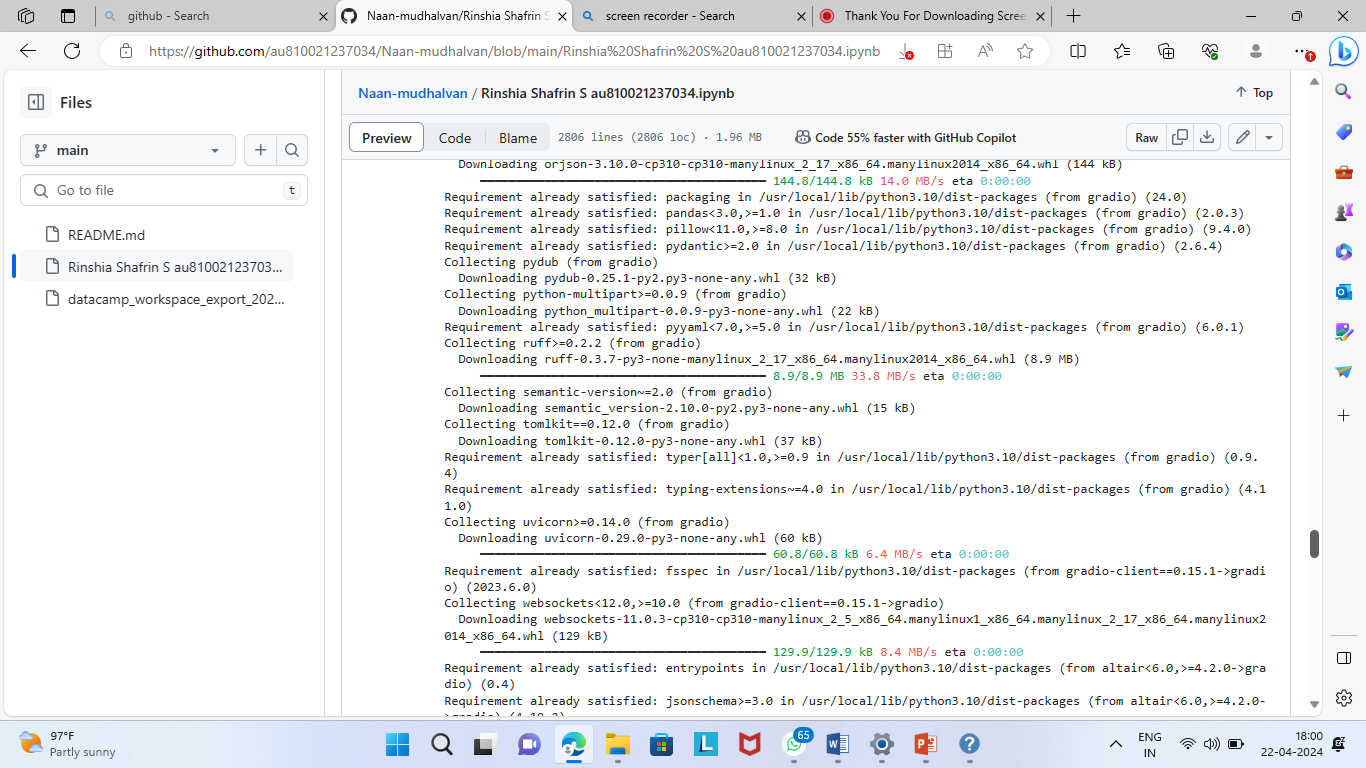 github - Search
Naan-mudhalvan/Rinshia Shafrin S
screen recorder - Search
Thank You For Downloading Scree
https://github.com/au810021237034/Naan-mudhalvan/blob/main/Rinshia%20Shafrin%20S%20au810021237034.ipynb
Files
main
Go to file
t
README.md
Rinshia Shafrin S au81002123703...
datacamp_workspace_export_202...
Naan-mudhalvan / Rinshia Shafrin S au810021237034.ipynb
Top
Preview
Code
Blame
2806 lines (2806 loc) · 1.96 MB
Code 55% faster with GitHub Copilot
Raw
Downloading orjson-3.10.0-cp310-cp310-manylinux_2_17_x86_64.manylinux2014_x86_64.whl (144 kB)
144.8/144.8 kB 14.0 MB/s eta 0:00:00
Requirement already satisfied: packaging in /usr/local/lib/python3.10/dist-packages (from gradio) (24.0)
Requirement already satisfied: pandas<3.0,>=1.0 in /usr/local/lib/python3.10/dist-packages (from gradio) (2.0.3)
Requirement already satisfied: pillow<11.0,>=8.0 in /usr/local/lib/python3.10/dist-packages (from gradio) (9.4.0)
Requirement already satisfied: pydantic>=2.0 in /usr/local/lib/python3.10/dist-packages (from gradio) (2.6.4)
Collecting pydub (from gradio)
Downloading pydub-0.25.1-py2.py3-none-any.whl (32 kB)
Collecting python-multipart>=0.0.9 (from gradio)
Downloading python_multipart-0.0.9-py3-none-any.whl (22 kB)
Requirement already satisfied: pyyaml<7.0,>=5.0 in /usr/local/lib/python3.10/dist-packages (from gradio) (6.0.1)
Collecting ruff>=0.2.2 (from gradio)
Downloading ruff-0.3.7-py3-none-manylinux_2_17_x86_64.manylinux2014_x86_64.whl (8.9 MB)
8.9/8.9 MB 33.8 MB/s eta 0:00:00
Collecting semantic-version~=2.0 (from gradio)
Downloading semantic_version-2.10.0-py2.py3-none-any.whl (15 kB)
Collecting tomlkit==0.12.0 (from gradio)
Downloading tomlkit-0.12.0-py3-none-any.whl (37 kB)
Requirement already satisfied: typer[all]<1.0,>=0.9 in /usr/local/lib/python3.10/dist-packages (from gradio) (0.9.
4)
Requirement already satisfied: typing-extensions~=4.0 in /usr/local/lib/python3.10/dist-packages (from gradio) (4.1
1.0)
Collecting uvicorn>=0.14.0 (from gradio)
Downloading uvicorn-0.29.0-py3-none-any.whl (60 kB)
60.8/60.8 kB 6.4 MB/s eta 0:00:00
Requirement already satisfied: fsspec in /usr/local/lib/python3.10/dist-packages (from gradio-client==0.15.1->gradi
o) (2023.6.0)
Collecting websockets<12.0,>=10.0 (from gradio-client==0.15.1->gradio)
Downloading websockets-11.0.3-cp310-cp310-manylinux_2_5_x86_64.manylinux1_x86_64.manylinux_2_17_x86_64.manylinux2
014_x86_64.whl (129 kB)
129.9/129.9 kB 8.4 MB/s eta 0:00:00
Requirement already satisfied: entrypoints in /usr/local/lib/python3.10/dist-packages (from altair<6.0,>=4.2.0->gra
dio) (0.4)
Requirement already satisfied: jsonschema>=3.0 in /usr/local/lib/python3.10/dist-packages (from altair<6.0,>=4.2.0-
97°F
Partly sunny
65
ENG
IN
18:00
22-04-2024